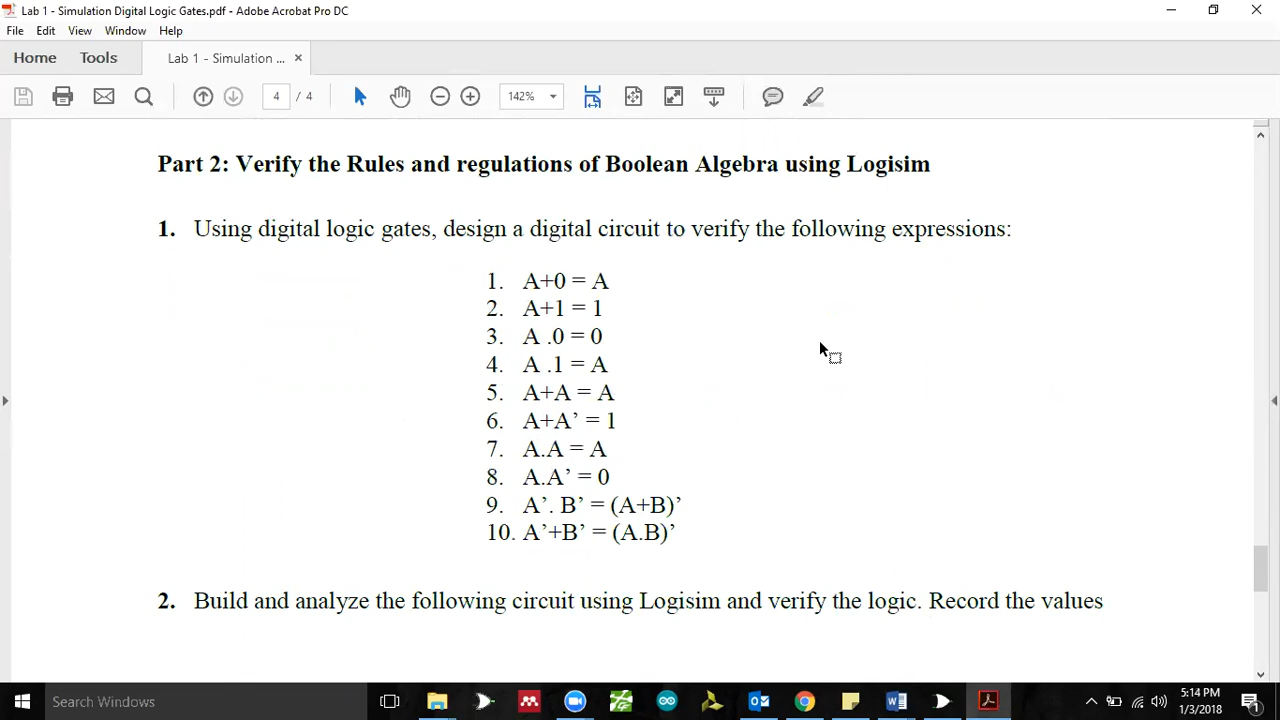 Lab 1 - Simulation Digital Logic Gates.pdf - Adobe Acrobat Pro DC
File Edit View Window Help
Home Tools Lab 1 - Simulation ... ×
4 / 4 142%
Part 2: Verify the Rules and regulations of Boolean Algebra using Logisim
1. Using digital logic gates, design a digital circuit to verify the following expressions:
1. A+0 = A
2. A+1 = 1
3. A .0 = 0
4. A .1 = A
5. A+A = A
6. A+A’ = 1
7. A.A = A
8. A.A’ = 0
9. A’. B’ = (A+B)’
10. A’+B’ = (A.B)’
2. Build and analyze the following circuit using Logisim and verify the logic. Record the values
Search Windows
5:14 PM
1/3/2018
1